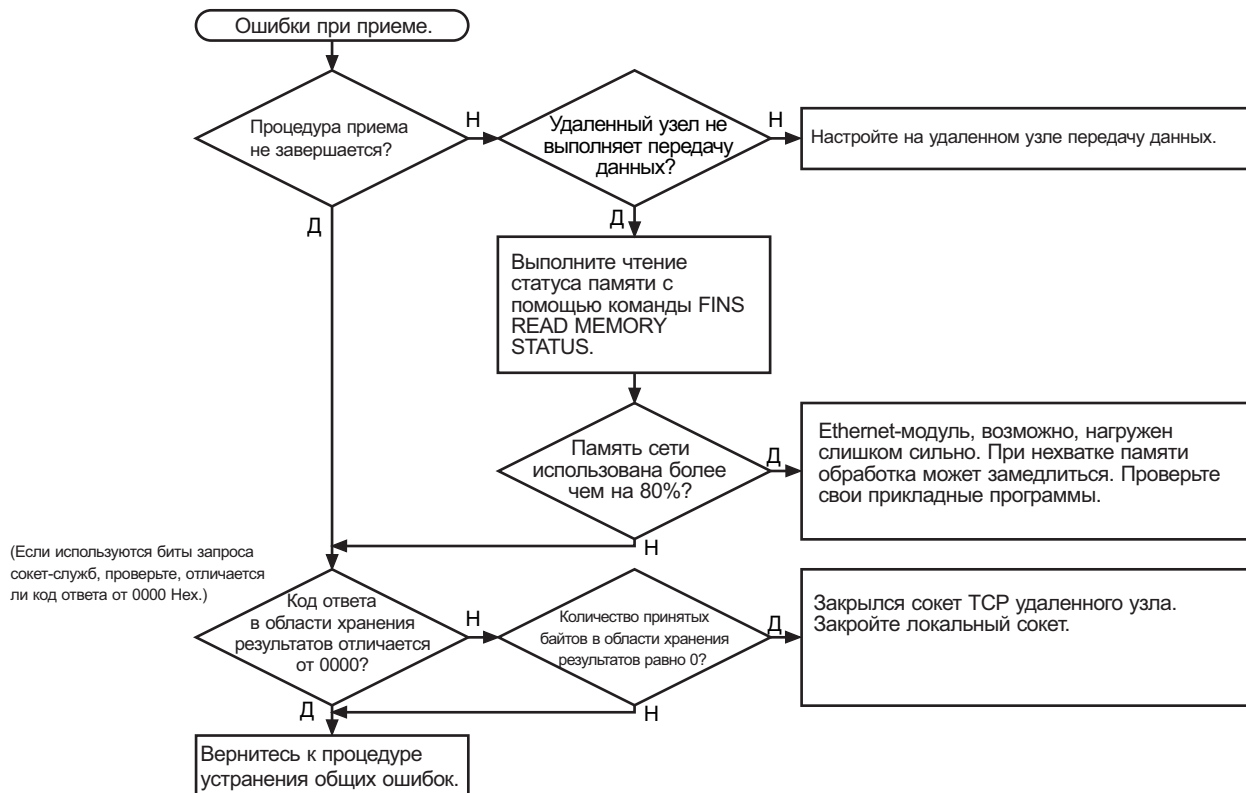 Ошибки при приеме.
Процедура приема
не завершается?
Н
Удаленный узел не
выполняет передачу
данных?
Н
Настройте на удаленном узле передачу данных.
Д
Д
Выполните чтение
статуса памяти с
помощью команды FINS
READ MEMORY
STATUS.
Память сети
использована более
чем на 80%?
Д
Ethernet-модуль, возможно, нагружен
слишком сильно. При нехватке памяти
обработка может замедлиться. Проверьте
свои прикладные программы.
Н
(Если используются биты запроса
сокет-служб, проверьте, отличается
ли код ответа от 0000 Hex.)
Код ответа
в области хранения
результатов отличается
от 0000?
Н
Количество принятых
байтов в области хранения
результатов равно 0?
Д
Закрылся сокет TCP удаленного узла.
Закройте локальный сокет.
Д
Н
Вернитесь к процедуре
устранения общих ошибок.